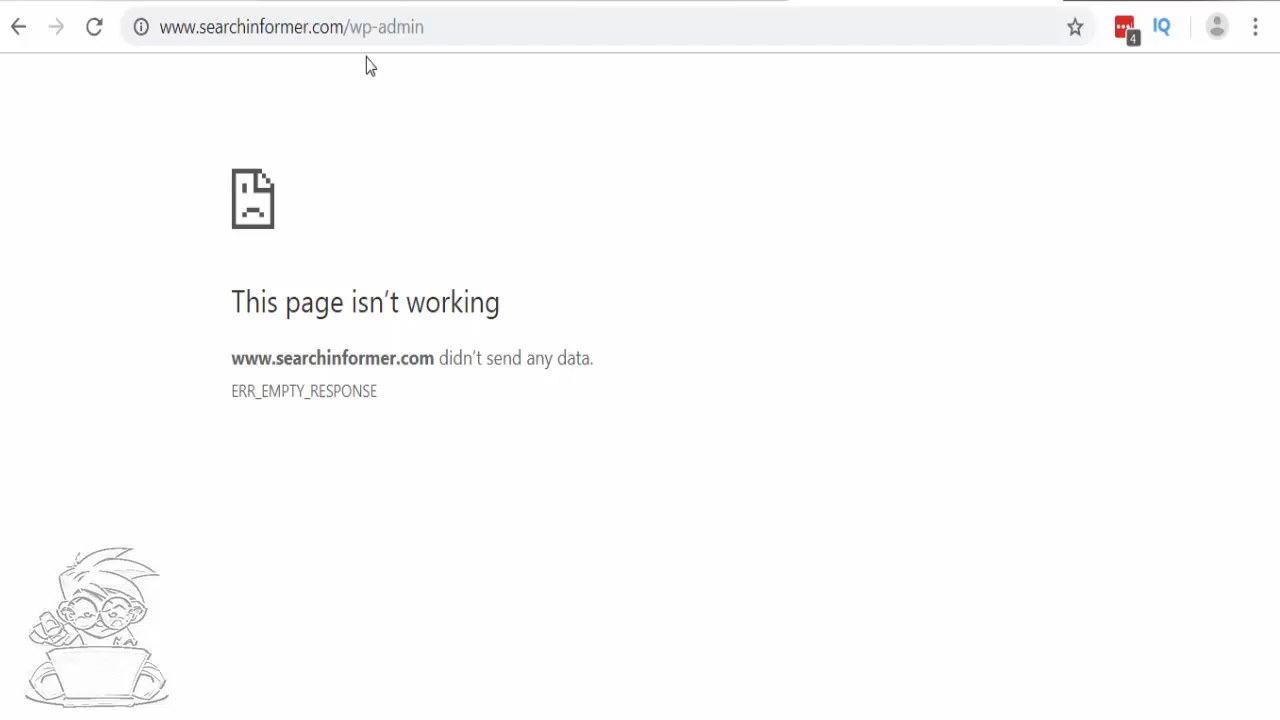 www.searchinformer.com/wp-admin
4
IQ
This page isn't working
www.searchinformer.com didn't send any data.
ERR_EMPTY_RESPONSE